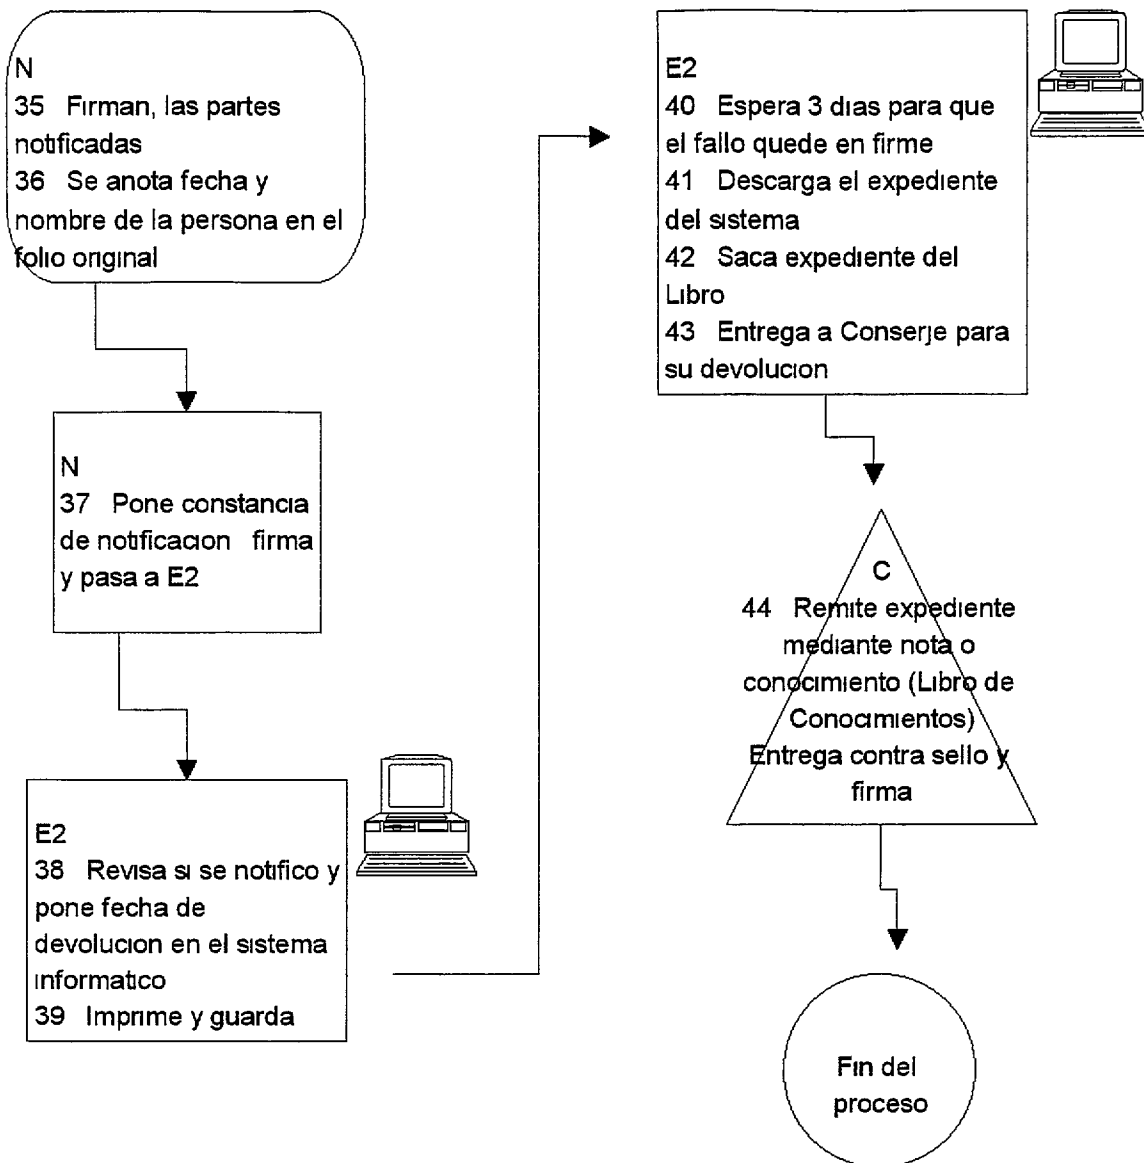 N
35 Firman, las partes
notificadas
36 Se anota fecha y
nombre de la persona en el
folio original
N
37 Pone constancia
de notificacion firma
y pasa a E2
E2
38 Revisa si se notifico y
pone fecha de
devolucion en el sistema
informatico
39 Imprime y guarda
E2
40 Espera 3 dias para que
el fallo quede en firme
41 Descarga el expediente
del sistema
42 Saca expediente del
Libro
43 Entrega a Conserje para
su devolucion
C
44 Remite expediente
mediante nota o
conocimiento (Libro de
Conocimientos)
Entrega contra sello y
firma
Fin del
proceso